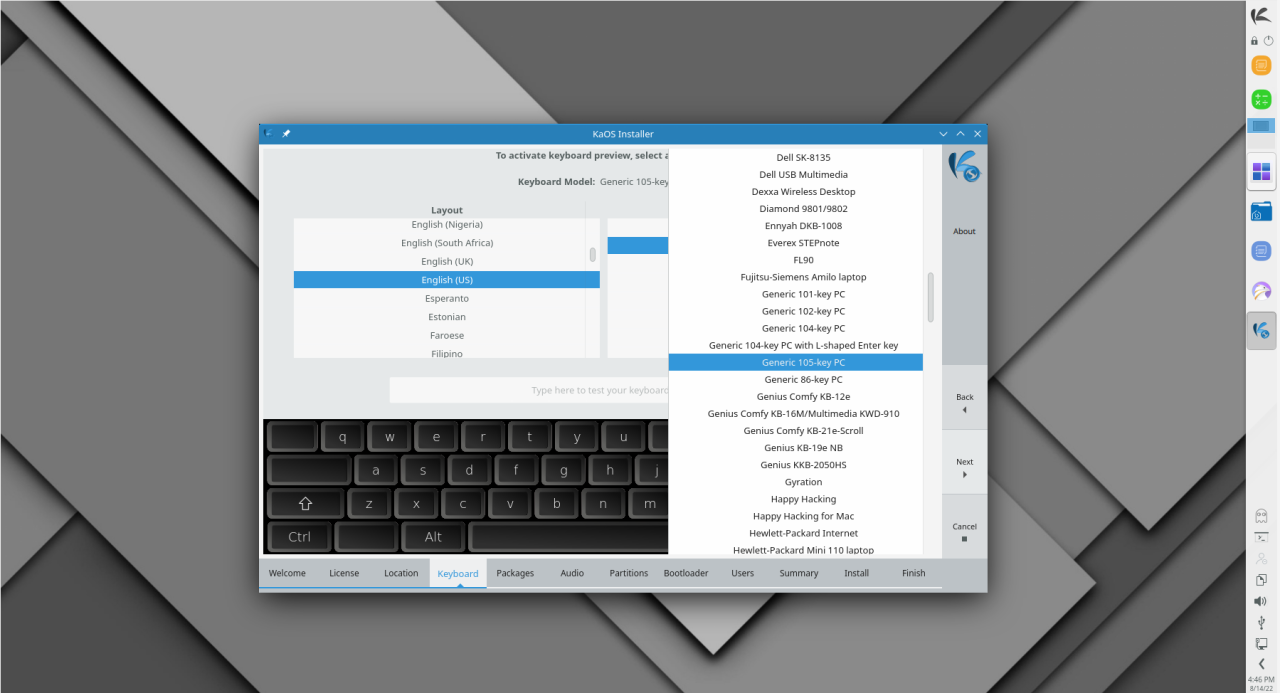 KaOS Installer
To activate keyboard preview, select a
Keyboard Model: Generic 105-key
Layout
English (Nigeria)
English (South Africa)
English (UK)
English (US)
Esperanto
Estonian
Faroese
Filipino
Type here to test your keyboard
q w e r t y u
a s d f g h j
z x c v b n m
Ctrl Alt
Dell SK-8135
Dell USB Multimedia
Dexxa Wireless Desktop
Diamond 9801/9802
Ennyah DKB-1008
Everex STEPnote
FL90
Fujitsu-Siemens Amilo laptop
Generic 101-key PC
Generic 102-key PC
Generic 104-key PC
Generic 104-key PC with L-shaped Enter key
Generic 105-key PC
Generic 86-key PC
Genius Comfy KB-12e
Genius Comfy KB-16M/Multimedia KWD-910
Genius Comfy KB-21e-Scroll
Genius KB-19e NB
Genius KKB-2050HS
Gyration
Happy Hacking
Happy Hacking for Mac
Hewlett-Packard Internet
Hewlett-Packard Mini 110 laptop
About
Back
Next
Cancel
Welcome License Location Keyboard Packages Audio Partitions Bootloader Users Summary Install Finish
4:46 PM
8/14/22